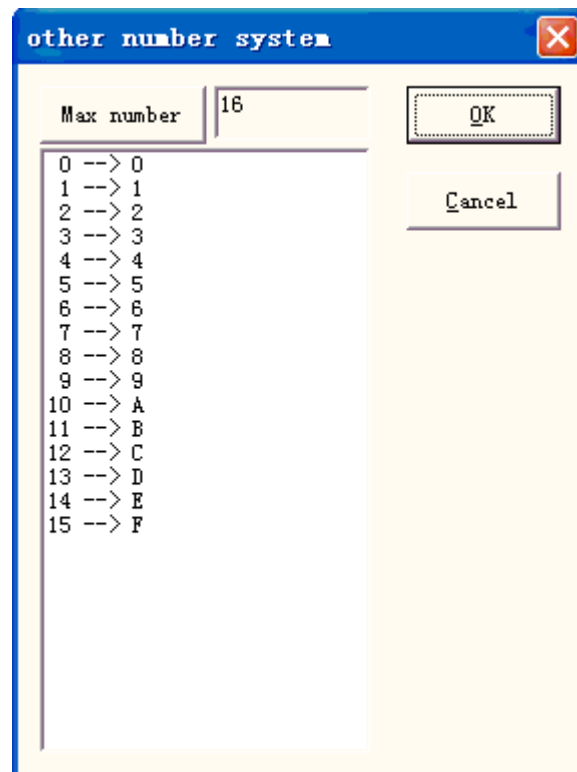 other number system
Max number
16
OK
0 --> 0
1 --> 1
2 --> 2
3 --> 3
4 --> 4
5 --> 5
6 --> 6
7 --> 7
8 --> 8
9 --> 9
10 --> A
11 --> B
12 --> C
13 --> D
14 --> E
15 --> F
Cancel